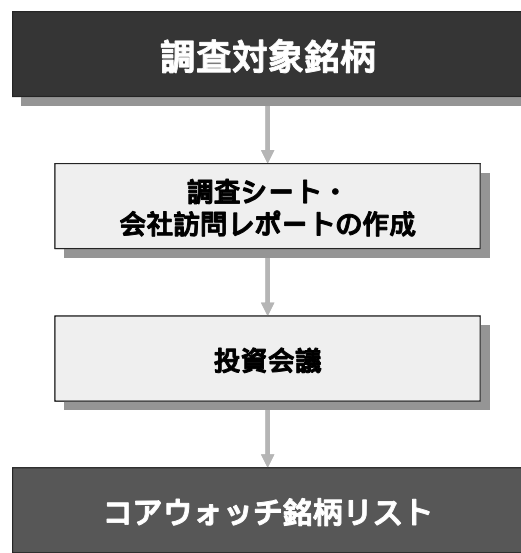 調査対象銘柄
調査シート・
会社訪問レポートの作成
投資会議
コアウォッチ銘柄リスト